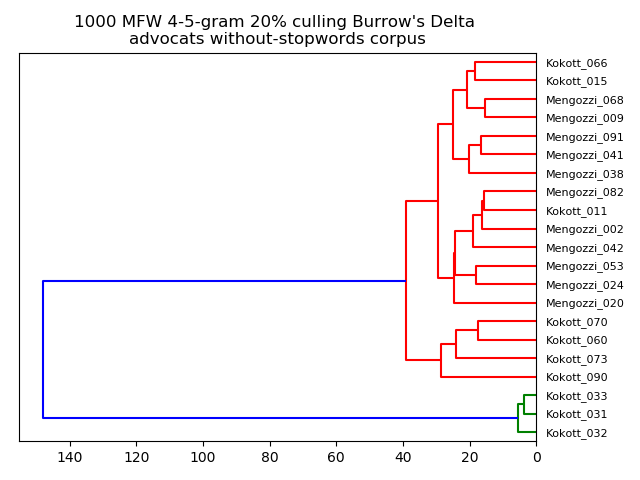 1000 MFW 4-5-gram 20% culling Burrow's Delta
advocats without-stopwords corpus
Kokott_066
Kokott_015
Mengozzi_068
Mengozzi_009
Mengozzi_091
Mengozzi_041
Mengozzi_038
Mengozzi_082
Kokott_011
Mengozzi_002
Mengozzi_042
Mengozzi_053
Mengozzi_024
Mengozzi_020
Kokott_070
Kokott_060
Kokott_073
Kokott_090
Kokott_033
Kokott_031
Kokott_032
140 120 100 80 60 40 20 0